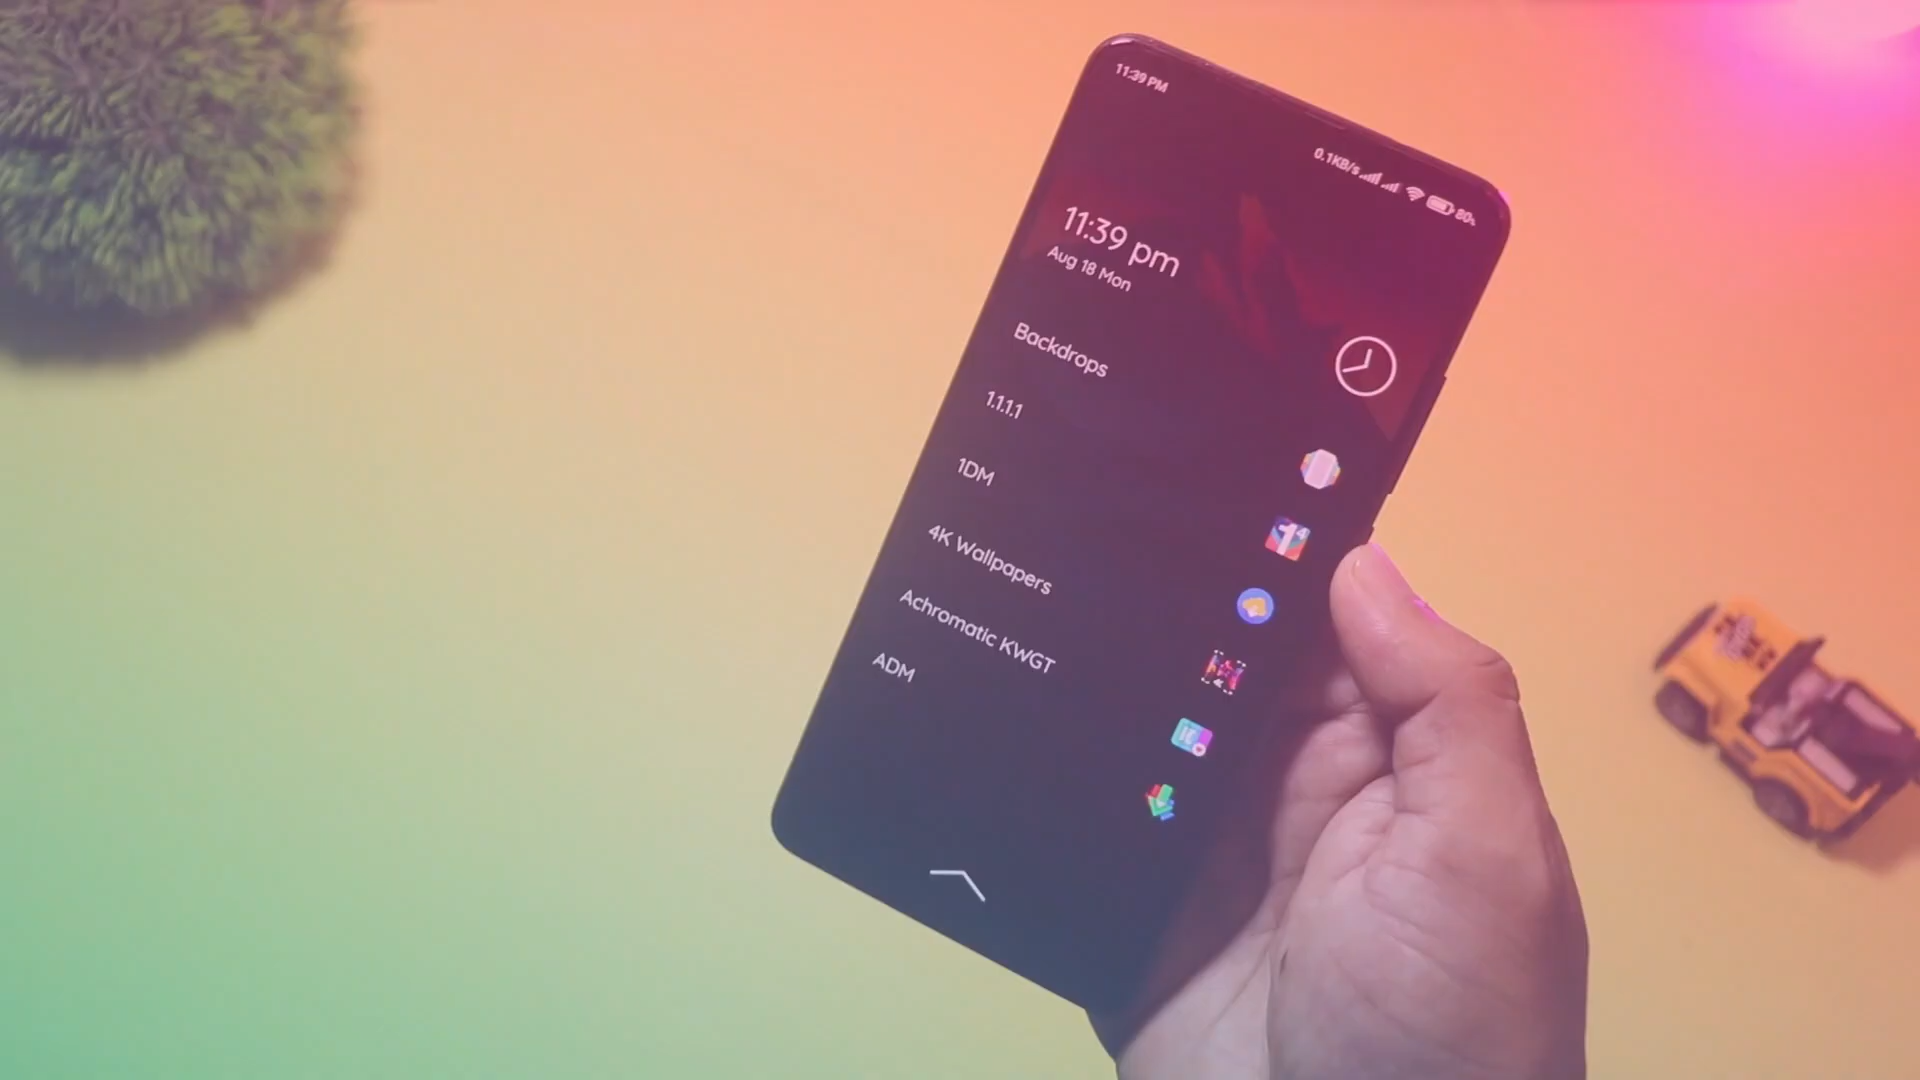 11:39 PM
0.1KB/s 80%
11:39 pm
Aug 18 Mon
Backdrops
1.1.1.1
1DM
4K Wallpapers
Achromatic KWGT
ADM